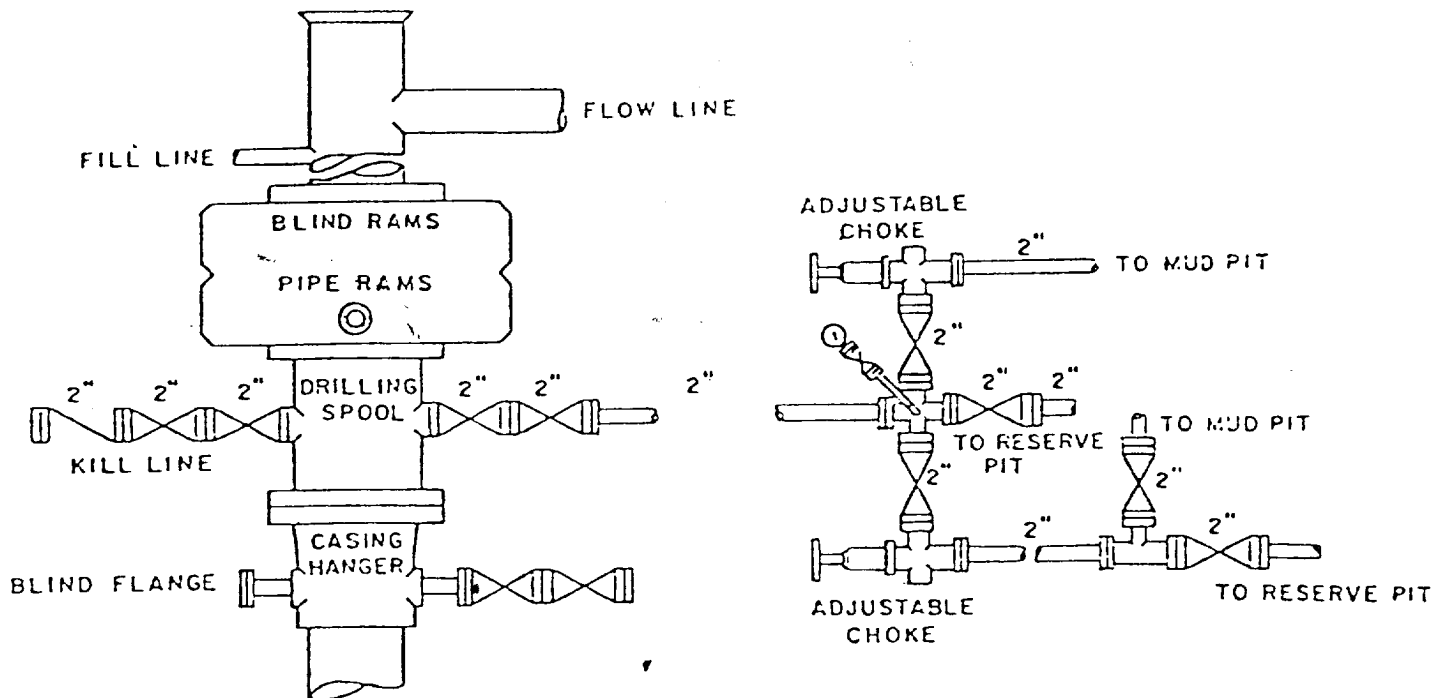 FLOW LINE
FILL LINE
BLIND RAMS
PIPE RAMS
2" 2" 2"
DRILLING
SPOOL
2" 2" 2"
KILL LINE
CASING
HANGER
BLIND FLANGE
ADJUSTABLE
CHOKE
2"
TO MUD PIT
2"
2" 2"
TO RESERVE
PIT
TO MUD PIT
2"
2"
2"
2"
TO RESERVE PIT
ADJUSTABLE
CHOKE